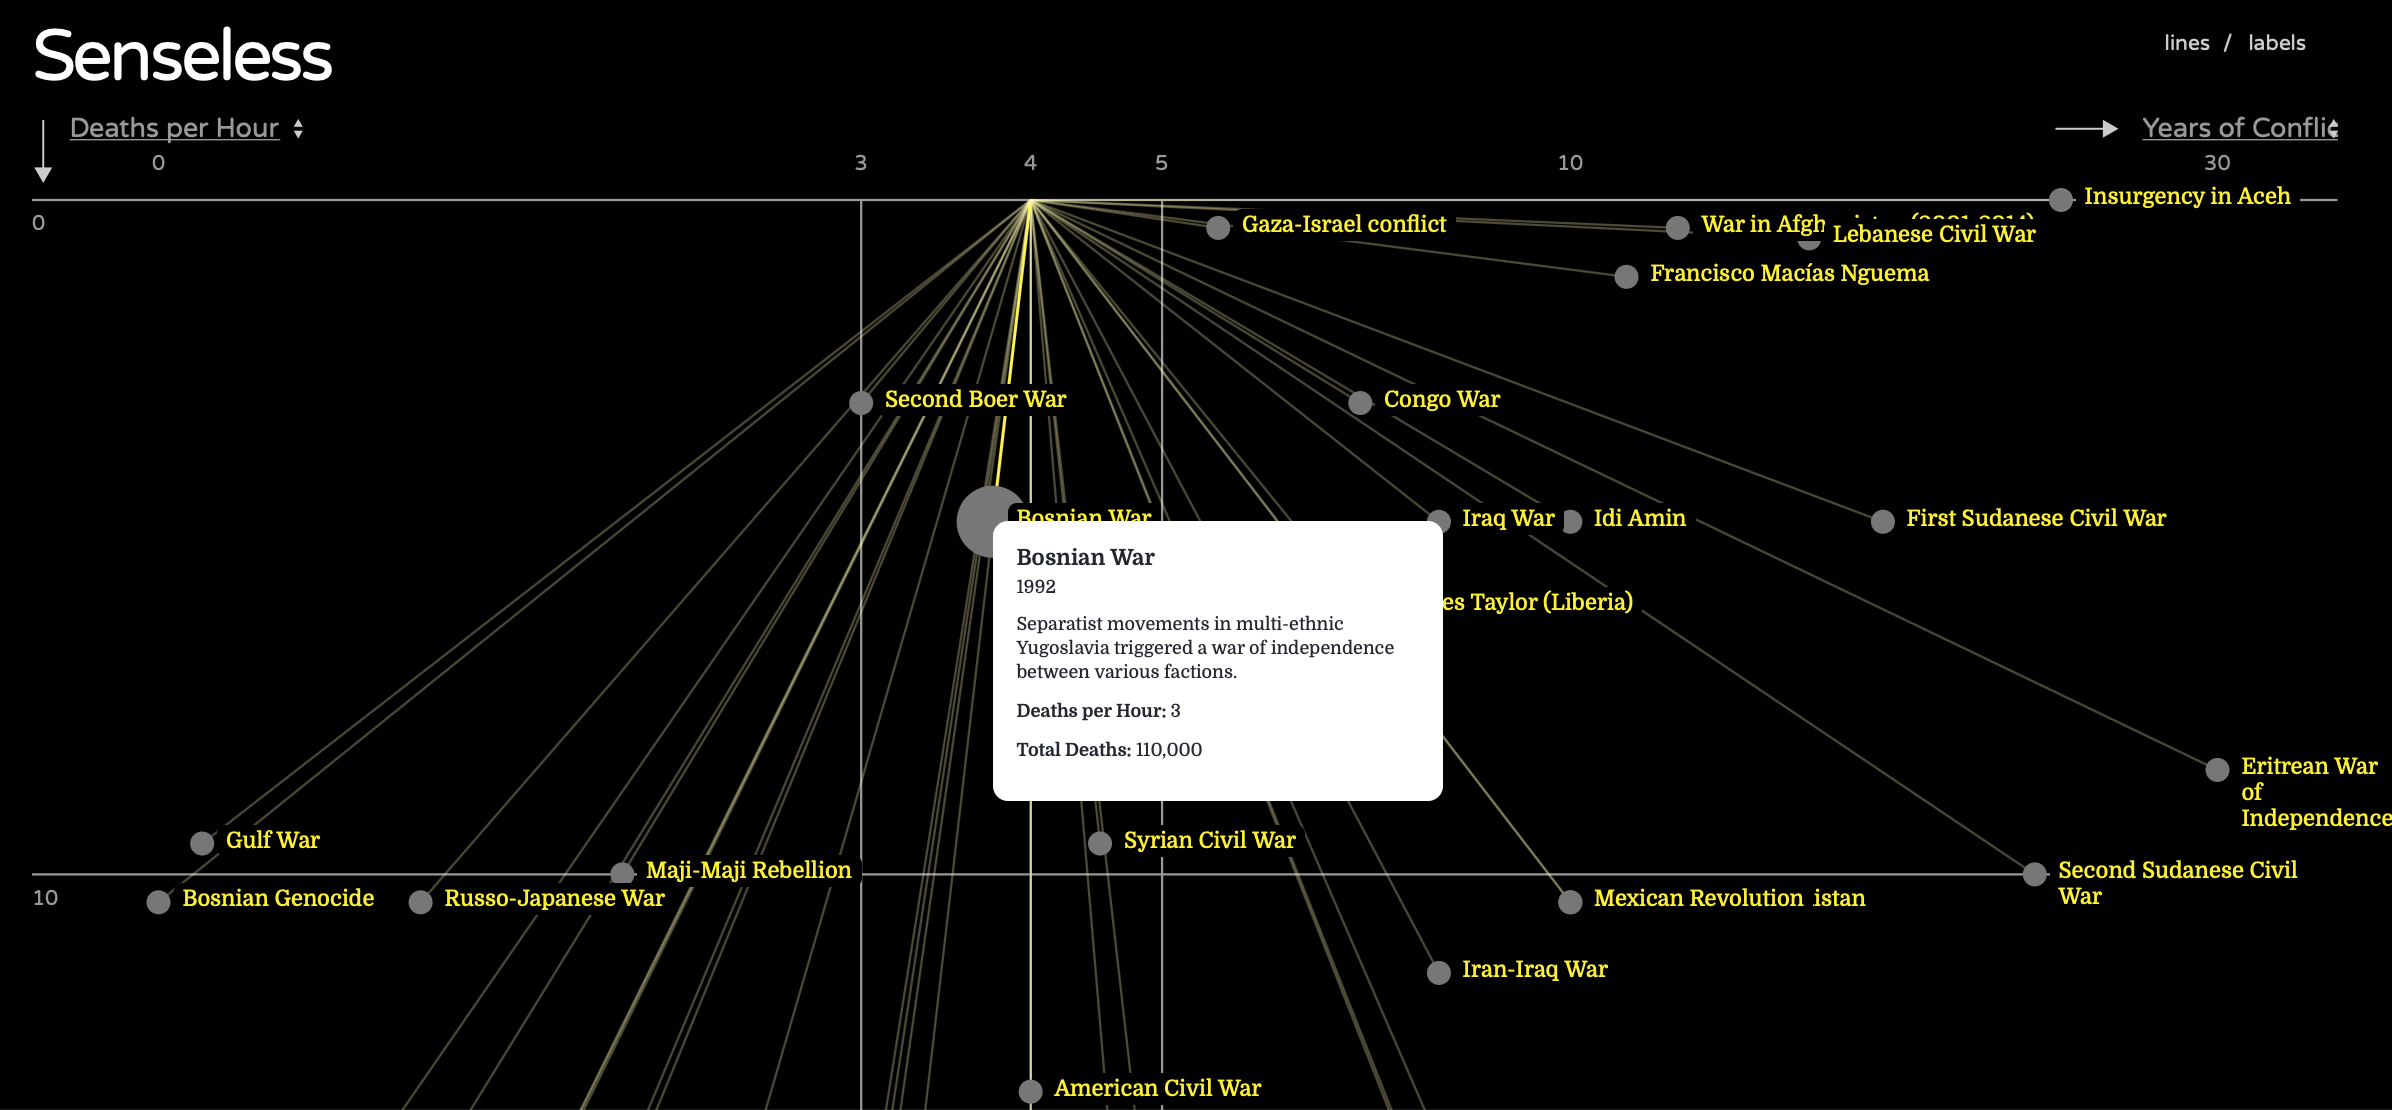 Senseless
lines / labels
Deaths per Hour
Years of Conflic
0
3
4
5
10
30
0
Insurgency in Aceh
Gaza-Israel conflict
War in Afgh (2001-2014)
Lebanese Civil War
Francisco Macías Nguema
Second Boer War
Congo War
Bosnian War
Iraq War
Idi Amin
First Sudanese Civil War
Bosnian War
1992
Separatist movements in multi-ethnic
Yugoslavia triggered a war of independence
between various factions.
Deaths per Hour: 3
Total Deaths: 110,000
es Taylor (Liberia)
Eritrean War
of
Independence
Gulf War
Syrian Civil War
Maji-Maji Rebellion
Second Sudanese Civil
War
10
Bosnian Genocide
Russo-Japanese War
Mexican Revolution istan
Iran-Iraq War
American Civil War